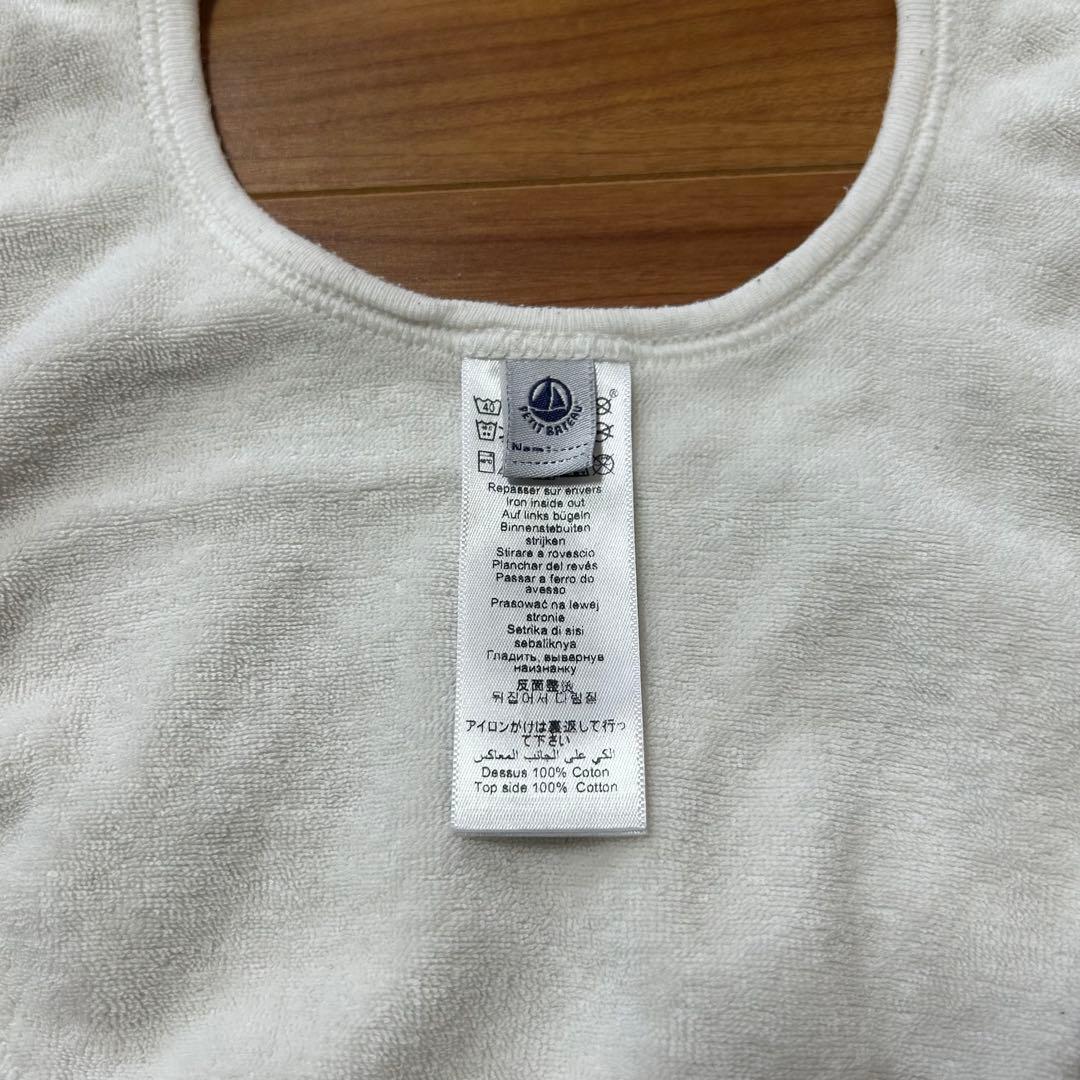 PETIT BATEAU
Name:
40
Repasser sur envers
Iron inside out
Auf links bügeln
Binnenstebuiten
strijken
Stirare a rovescio
Planchar del revés
Passar a ferro do
avesso
Prasować na lewej
stronie
Setrika di sisi
sebaliknya
Гладить, вывернув
наизнанку
反面整烫
뒤집어서 다림질
アイロンがけは裏返して行っ
て下さい
الكي على الجانب المعاكس
Dessus 100% Coton
Top side 100% Cotton